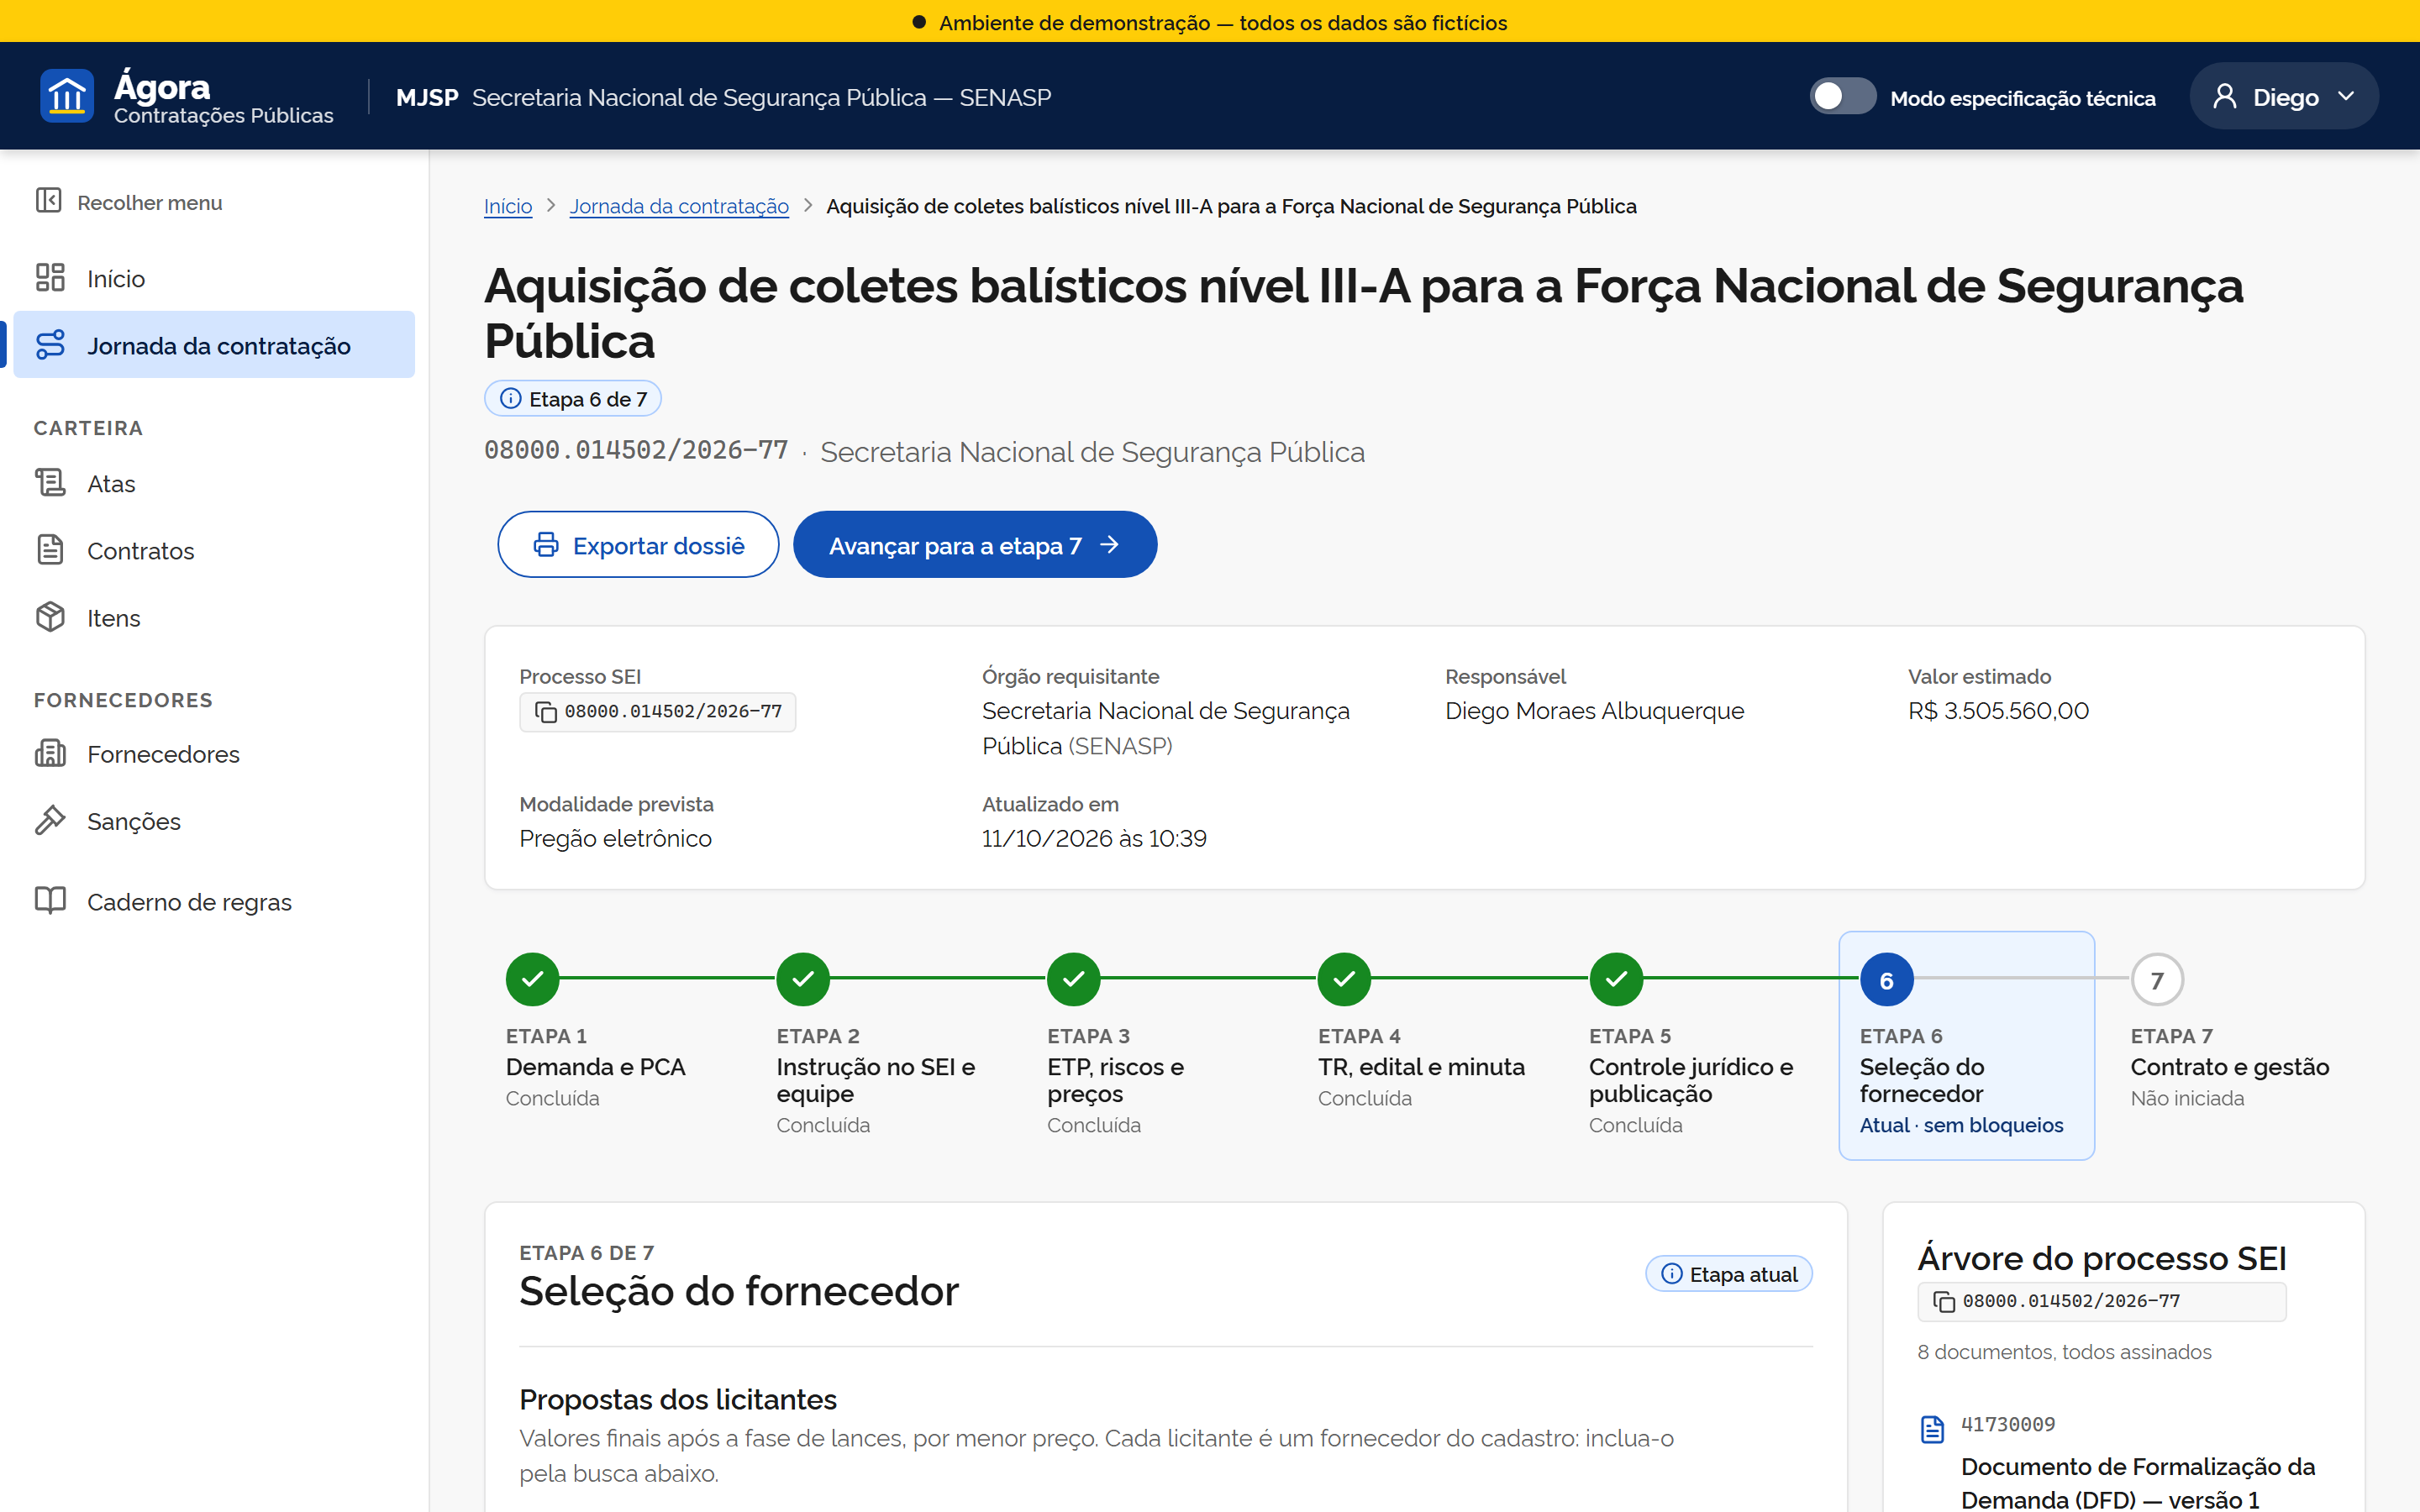 Ambiente de demonstração — todos os dados são fictícios
Ágora
Contratações Públicas
MJSP Secretaria Nacional de Segurança Pública — SENASP
Modo especificação técnica
Diego
Recolher menu
Início
Jornada da contratação
CARTEIRA
Atas
Contratos
Itens
FORNECEDORES
Fornecedores
Sanções
Caderno de regras
Início > Jornada da contratação > Aquisição de coletes balísticos nível III-A para a Força Nacional de Segurança Pública
Aquisição de coletes balísticos nível III-A para a Força Nacional de Segurança
Pública
Etapa 6 de 7
08000.014502/2026-77 · Secretaria Nacional de Segurança Pública
Exportar dossiê
Avançar para a etapa 7
Processo SEI
08000.014502/2026-77
Órgão requisitante
Secretaria Nacional de Segurança
Pública (SENASP)
Responsável
Diego Moraes Albuquerque
Valor estimado
R$ 3.505.560,00
Modalidade prevista
Pregão eletrônico
Atualizado em
11/10/2026 às 10:39
ETAPA 1
Demanda e PCA
Concluída
ETAPA 2
Instrução no SEI e
equipe
Concluída
ETAPA 3
ETP, riscos e
preços
Concluída
ETAPA 4
TR, edital e minuta
Concluída
ETAPA 5
Controle jurídico e
publicação
Concluída
6
ETAPA 6
Seleção do
fornecedor
Atual · sem bloqueios
7
ETAPA 7
Contrato e gestão
Não iniciada
ETAPA 6 DE 7
Seleção do fornecedor
Etapa atual
Propostas dos licitantes
Valores finais após a fase de lances, por menor preço. Cada licitante é um fornecedor do cadastro: inclua-o
pela busca abaixo.
Árvore do processo SEI
08000.014502/2026-77
8 documentos, todos assinados
41730009
Documento de Formalização da
Demanda (DFD) — versão 1